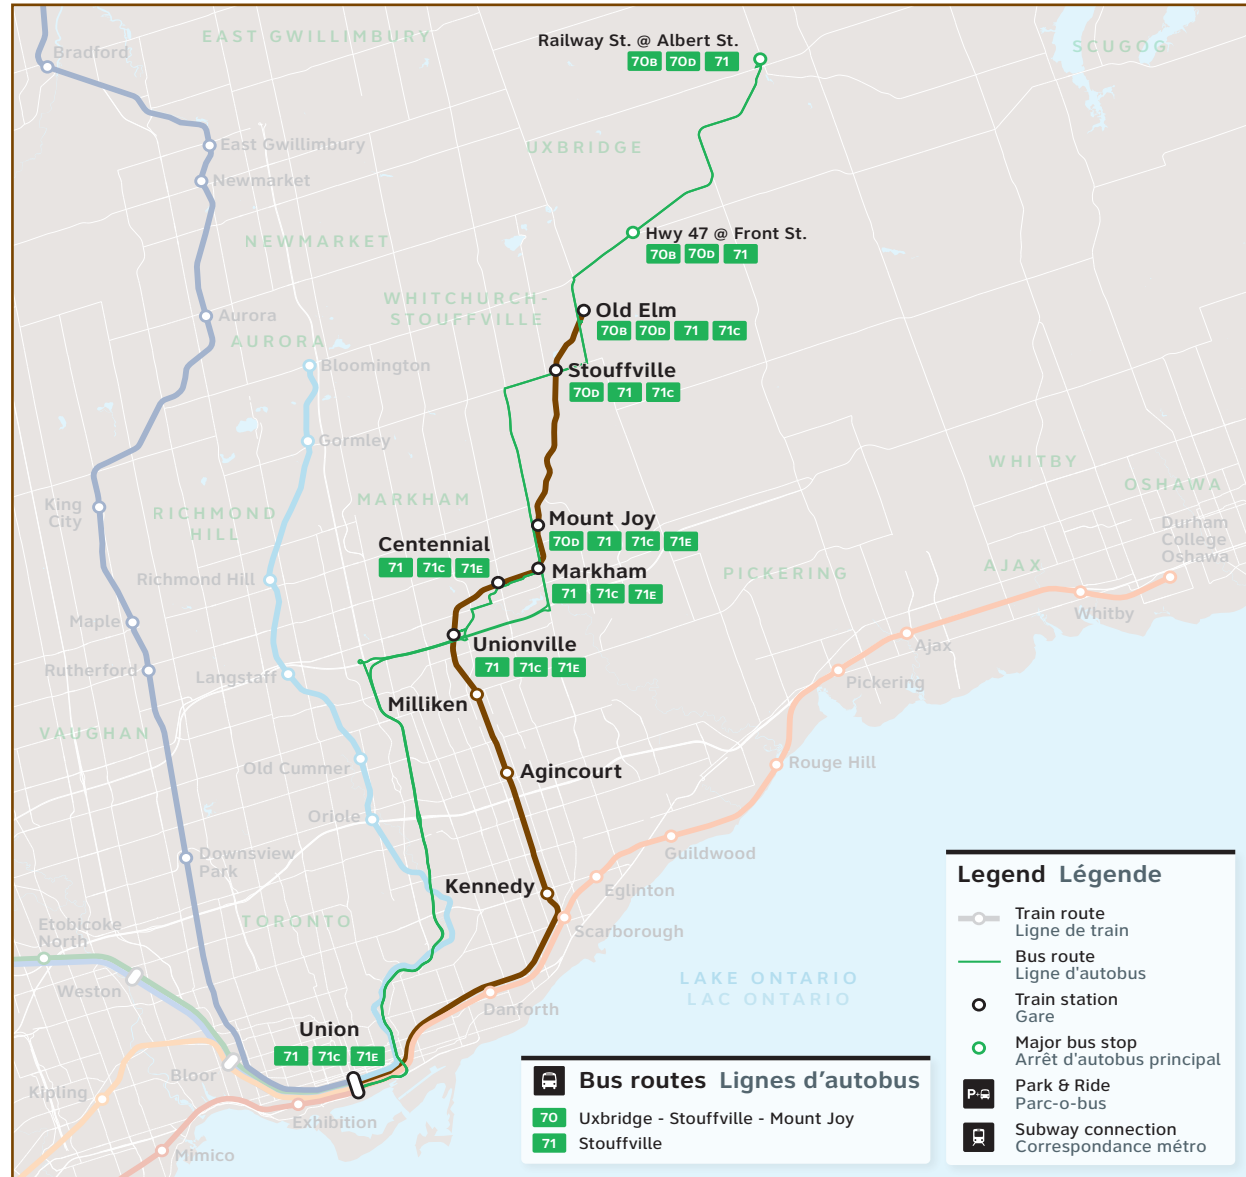 Railway St. @ Albert St.
70B 70D 71
EAST GWILLIMBURY
SCUGOG
Bradford
East Gwillimbury
UXBRIDGE
Newmarket
Hwy 47 @ Front St.
70B 70D 71
NEWMARKET
WHITCHURCH-
STOUFFVILLE
Old Elm
70B 70D 71 71C
Aurora
AURORA
Bloomington
Stouffville
70D 71 71C
Gormley
WHITBY
OSHAWA
MARKHAM
King
City
RICHMOND
HILL
Mount Joy
70D 71 71C 71E
Durham
College
Oshawa
Centennial
71 71C 71E
Markham
71 71C 71E
PICKERING
AJAX
Richmond Hill
Whitby
Maple
Ajax
Unionville
71 71C 71E
Rutherford
Langstaff
Pickering
Milliken
VAUGHAN
Old Cummer
Agincourt
Rouge Hill
Oriole
Downsview
Park
Guildwood
Kennedy
Eglinton
TORONTO
Etobicoke
North
Scarborough
Weston
LAKE ONTARIO
LAC ONTARIO
Danforth
Union
71 71C 71E
Bloor
Kipling
Exhibition
Mimico
Bus routes Lignes d'autobus
70 Uxbridge - Stouffville - Mount Joy
71 Stouffville
Legend Légende
Train route
Ligne de train
Bus route
Ligne d'autobus
Train station
Gare
Major bus stop
Arrêt d'autobus principal
P+ Park & Ride
Parc-o-bus
Subway connection
Correspondance métro